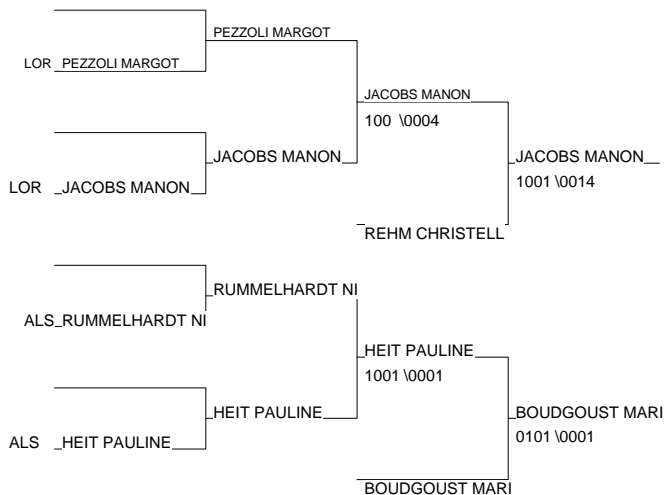 PEZZOLI MARGOT
LOR PEZZOLI MARGOT
JACOBS MANON
100 \0004
JACOBS MANON
JACOBS MANON
1001 \0014
LOR JACOBS MANON
REHM CHRISTELL
RUMMELHARDT NI
ALS RUMMELHARDT NI
HEIT PAULINE
1001 \0001
HEIT PAULINE
BOUDGOUST MARI
0101 \0001
ALS HEIT PAULINE
BOUDGOUST MARI